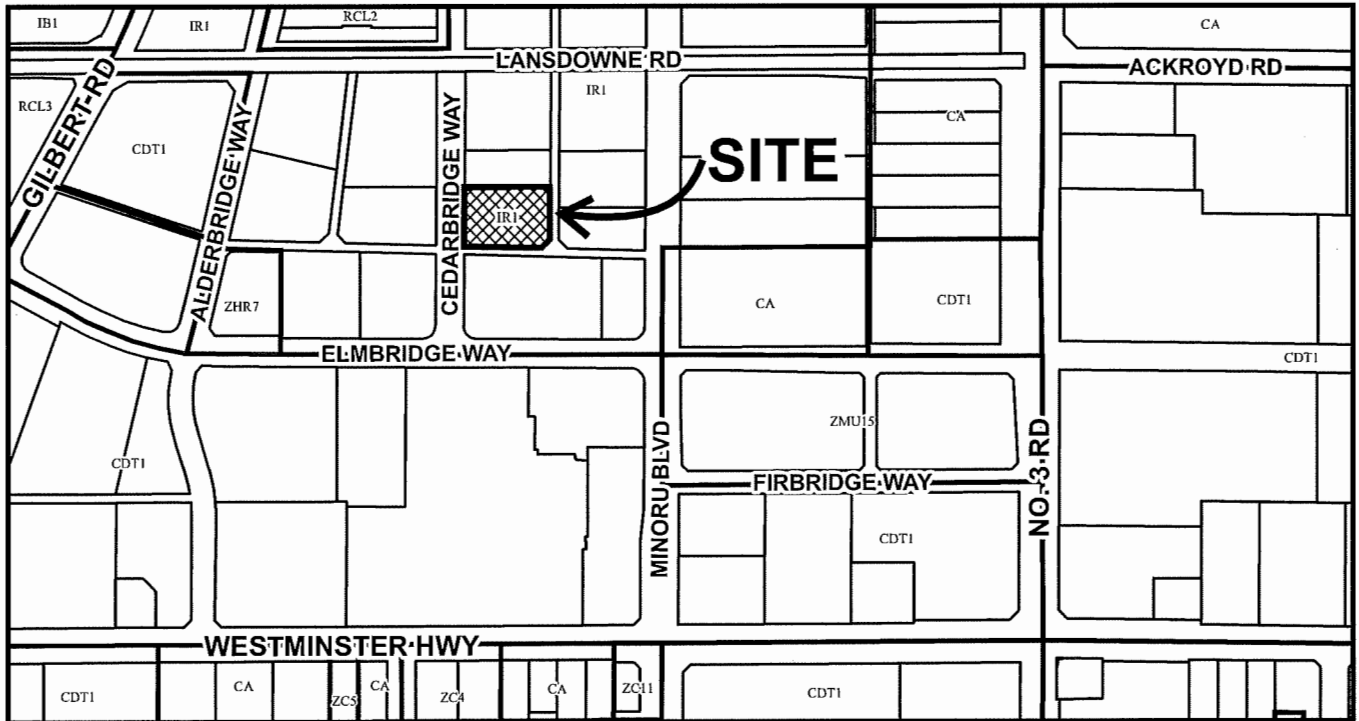 IB1
IR1
RCL2
CA
LANSDOWNE RD
ACKROYD RD
RCL3
GILBERT RD
CDT1
ALDERBRIDGE WAY
CEDARBRIDGE WAY
IR1
SITE
CA
IR1
ZHR7
CA
CDT1
ELMBRIDGE WAY
CDT1
CDT1
MINORU BLVD
ZMU15
NO. 3 RD
FIRBRIDGE WAY
CDT1
WESTMINSTER HWY
CDT1
CA
ZC5
CA
ZC4
CA
ZC11
CDT1